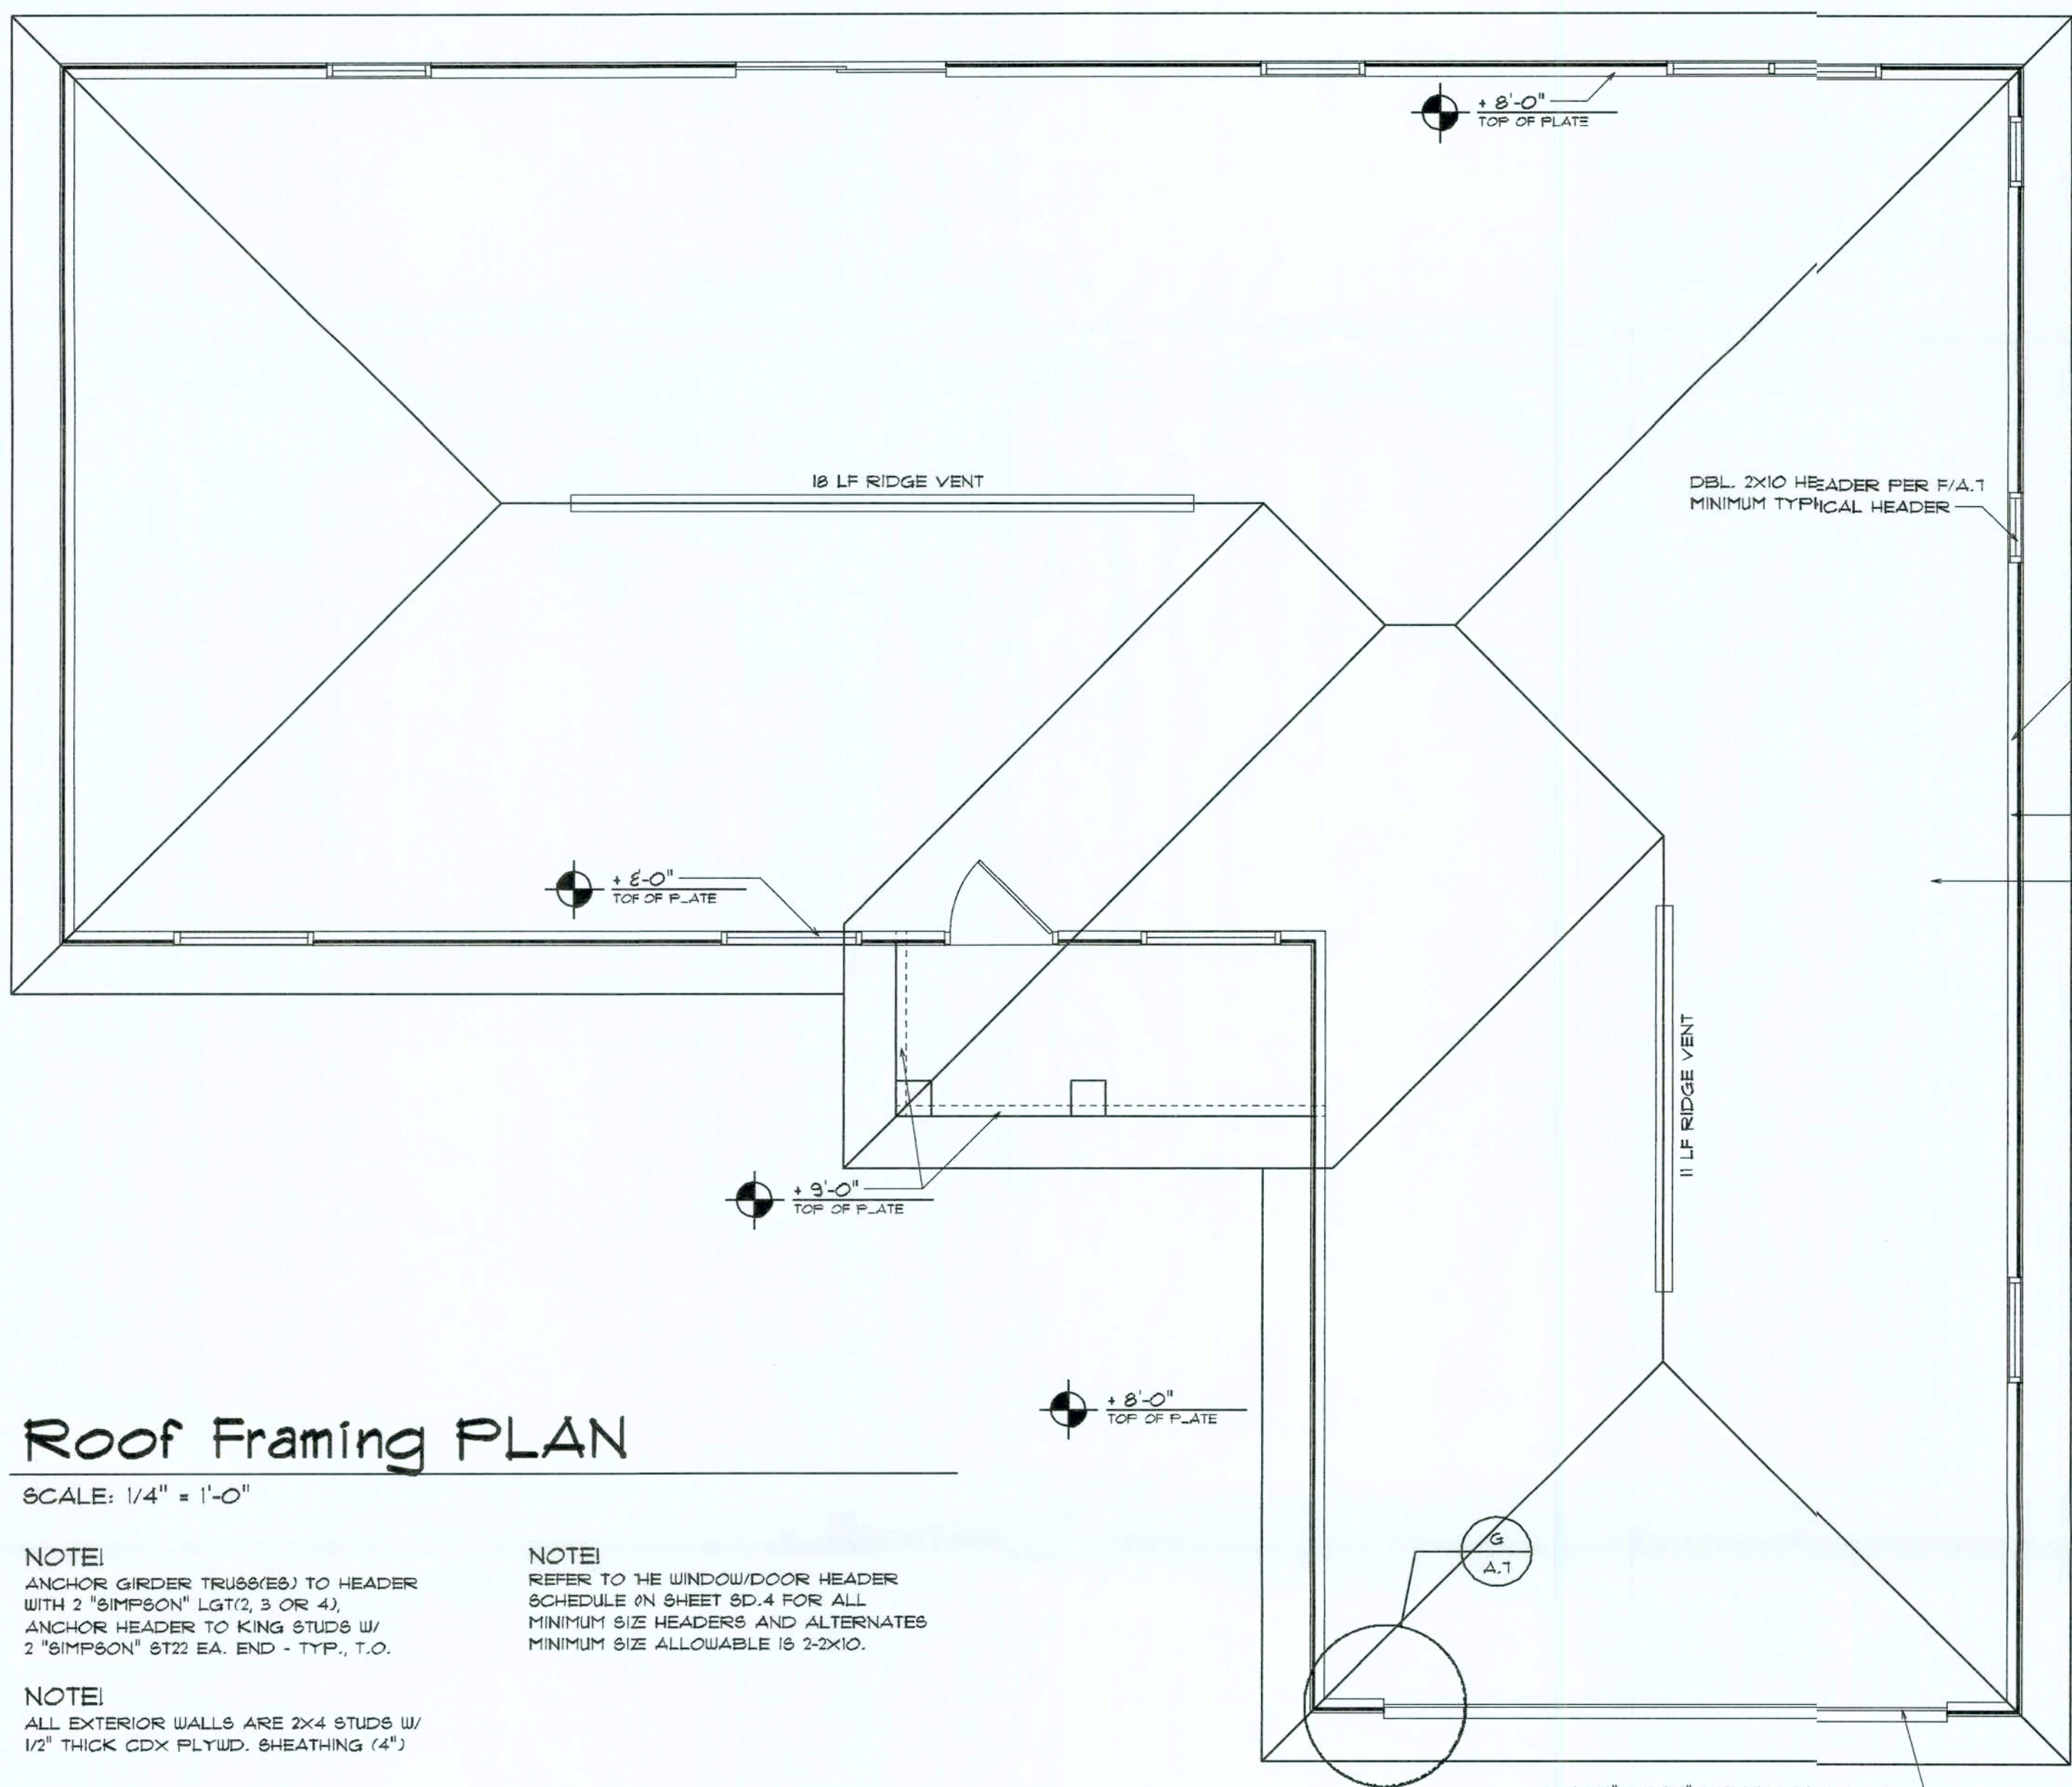 + 8'-0"
TOP OF PLATE
18 LF RIDGE VENT
DBL. 2X10 HEADER PER F/A.7
MINIMUM TYPICAL HEADER
+ 8'-0"
TOP OF PLATE
11 LF RIDGE VENT
+ 9'-0"
TOP OF PLATE
+ 8'-0"
TOP OF PLATE
Roof Framing PLAN
SCALE: 1/4" = 1'-0"
G
A.7
NOTE!
ANCHOR GIRDER TRUSS(ES) TO HEADER
WITH 2 "SIMPSON" LGT(2, 3 OR 4),
ANCHOR HEADER TO KING STUDS W/
2 "SIMPSON" ST22 EA. END - TYP., T.O.
NOTE!
REFER TO THE WINDOW/DOOR HEADER
SCHEDULE ON SHEET SD.4 FOR ALL
MINIMUM SIZE HEADERS AND ALTERNATES
MINIMUM SIZE ALLOWABLE IS 2-2X10.
NOTE!
ALL EXTERIOR WALLS ARE 2X4 STUDS W/
1/2" THICK CDX PLYWD. SHEATHING (4")